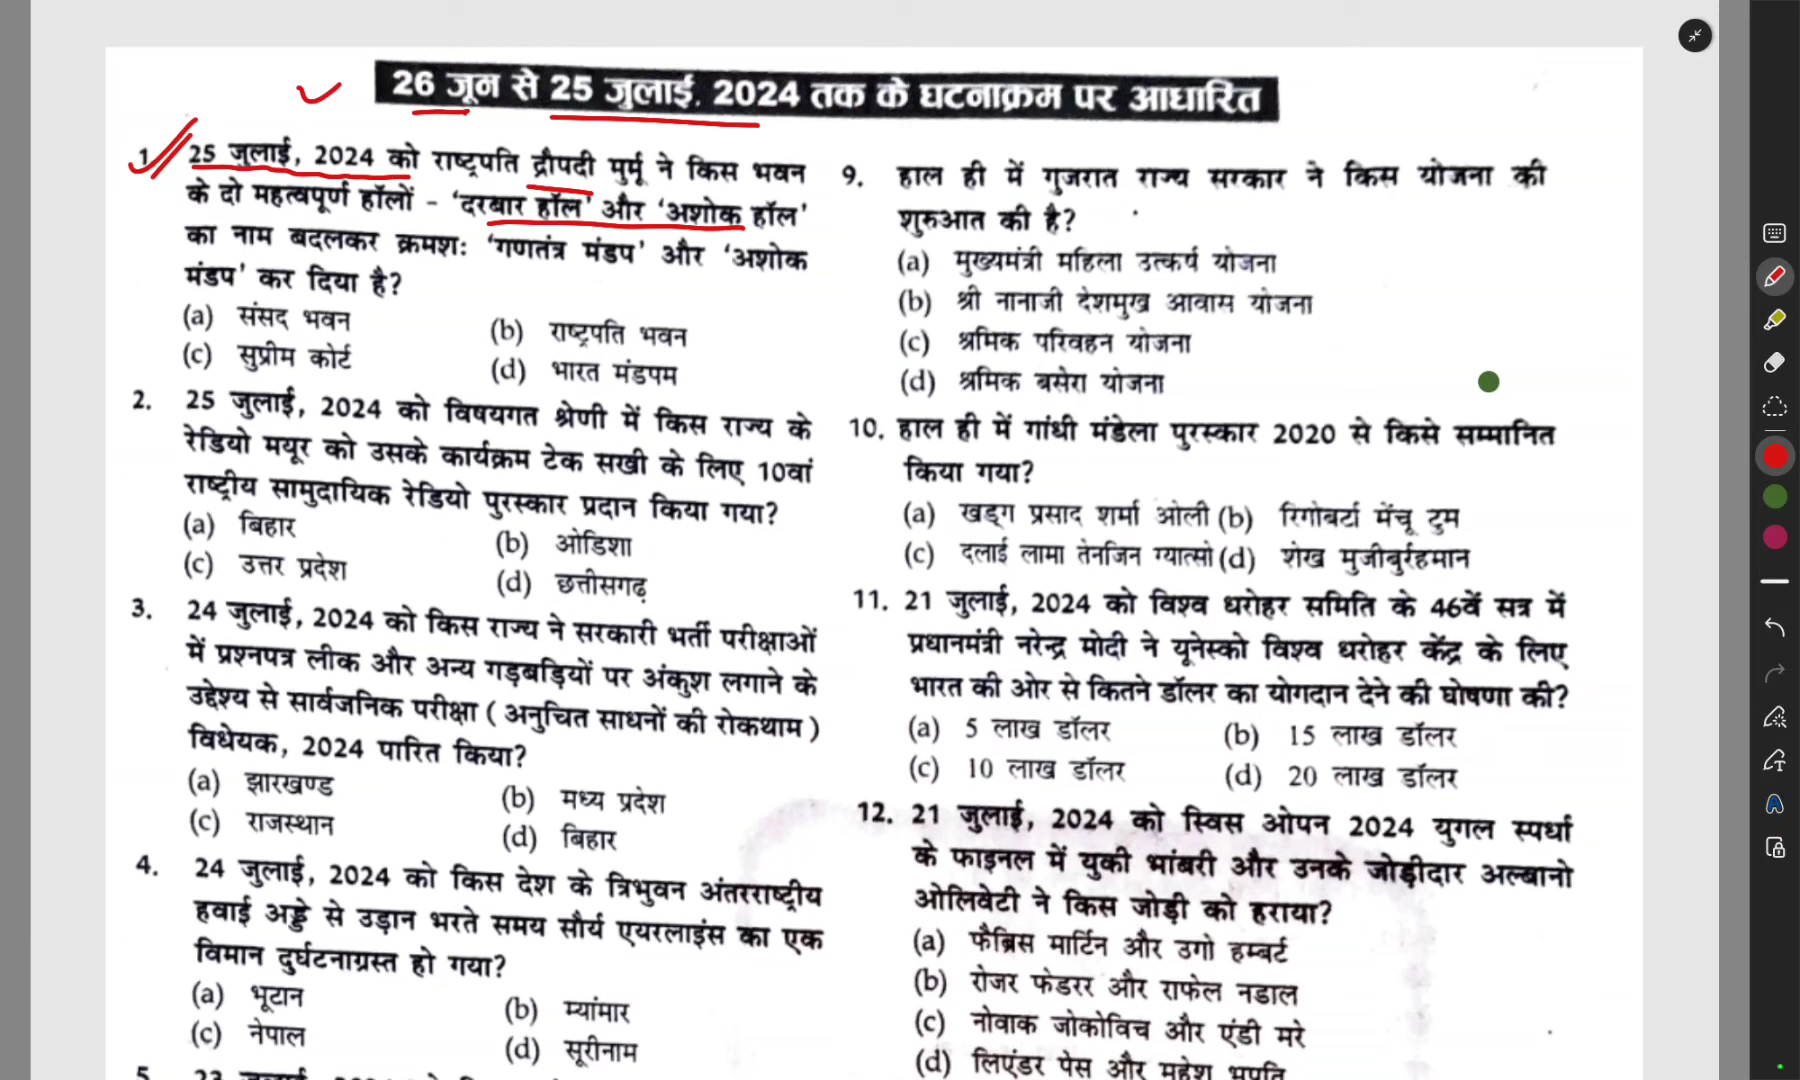 26 जून से 25 जुलाई, 2024 तक के घटनाक्रम पर आधारित
1. 25 जुलाई, 2024 को राष्ट्रपति द्रौपदी मुर्मू ने किस भवन
के दो महत्वपूर्ण हॉलों - 'दरबार हॉल' और 'अशोक हॉल'
का नाम बदलकर क्रमशः 'गणतंत्र मंडप' और 'अशोक
मंडप' कर दिया है?
(a) संसद भवन
(b) राष्ट्रपति भवन
(c) सुप्रीम कोर्ट
(d) भारत मंडपम
2. 25 जुलाई, 2024 को विषयगत श्रेणी में किस राज्य के
रेडियो मयूर को उसके कार्यक्रम टेक सखी के लिए 10वां
राष्ट्रीय सामुदायिक रेडियो पुरस्कार प्रदान किया गया?
(a) बिहार
(b) ओडिशा
(c) उत्तर प्रदेश
(d) छत्तीसगढ़
3. 24 जुलाई, 2024 को किस राज्य ने सरकारी भर्ती परीक्षाओं
में प्रश्नपत्र लीक और अन्य गड़बड़ियों पर अंकुश लगाने के
उद्देश्य से सार्वजनिक परीक्षा (अनुचित साधनों की रोकथाम)
विधेयक, 2024 पारित किया?
(a) झारखण्ड
(b) मध्य प्रदेश
(c) राजस्थान
(d) बिहार
4. 24 जुलाई, 2024 को किस देश के त्रिभुवन अंतरराष्ट्रीय
हवाई अड्डे से उड़ान भरते समय सौर्य एयरलाइंस का एक
विमान दुर्घटनाग्रस्त हो गया?
(a) भूटान
(b) म्यांमार
(c) नेपाल
(d) सूरीनाम
9. हाल ही में गुजरात राज्य सरकार ने किस योजना की
शुरुआत की है?
(a) मुख्यमंत्री महिला उत्कर्ष योजना
(b) श्री नानाजी देशमुख आवास योजना
(c) श्रमिक परिवहन योजना
(d) श्रमिक बसेरा योजना
10. हाल ही में गांधी मंडेला पुरस्कार 2020 से किसे सम्मानित
किया गया?
(a) खड्ग प्रसाद शर्मा ओली (b) रिगोबर्टा मेंचू टुम
(c) दलाई लामा तेनजिन ग्यात्सो (d) शेख मुजीबुर्रहमान
11. 21 जुलाई, 2024 को विश्व धरोहर समिति के 46वें सत्र में
प्रधानमंत्री नरेन्द्र मोदी ने यूनेस्को विश्व धरोहर केंद्र के लिए
भारत की ओर से कितने डॉलर का योगदान देने की घोषणा की?
(a) 5 लाख डॉलर (b) 15 लाख डॉलर
(c) 10 लाख डॉलर (d) 20 लाख डॉलर
12. 21 जुलाई, 2024 को स्विस ओपन 2024 युगल स्पर्धा
के फाइनल में युकी भांबरी और उनके जोड़ीदार अल्बानो
ओलिवेटी ने किस जोड़ी को हराया?
(a) फैब्रिस मार्टिन और उगो हम्बर्ट
(b) रोजर फेडरर और राफेल नडाल
(c) नोवाक जोकोविच और एंडी मरे
(d) लिएंडर पेस और महेश भूपति